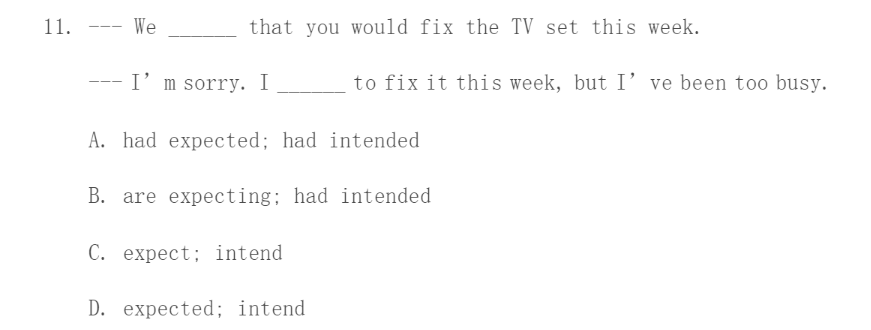 11. --- We ______ that you would fix the TV set this week.
--- I’m sorry. I ______ to fix it this week, but I’ve been too busy.
A. had expected; had intended
B. are expecting; had intended
C. expect; intend
D. expected; intend